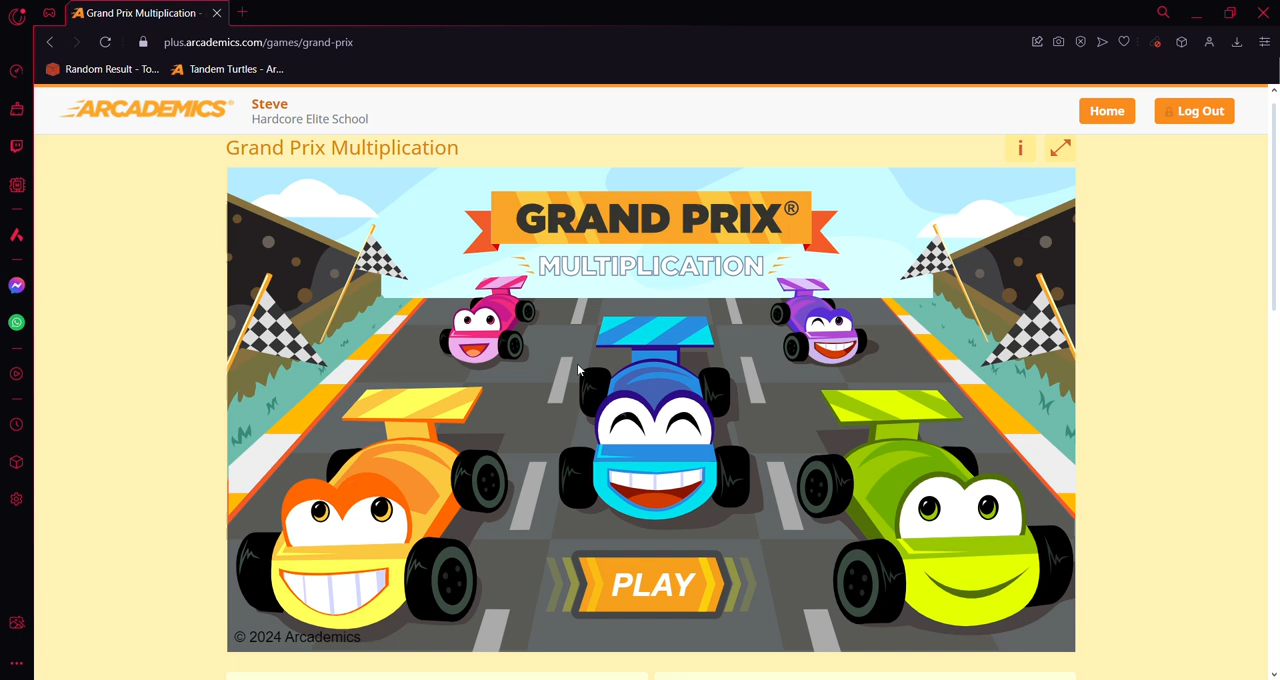 Grand Prix Multiplication -
plus.arcademics.com/games/grand-prix
Random Result - To... Tandem Turtles - Ar...
ARCADEMICS®
Steve
Hardcore Elite School
Home
Log Out
Grand Prix Multiplication
i
GRAND PRIX®
MULTIPLICATION
PLAY
© 2024 Arcademics